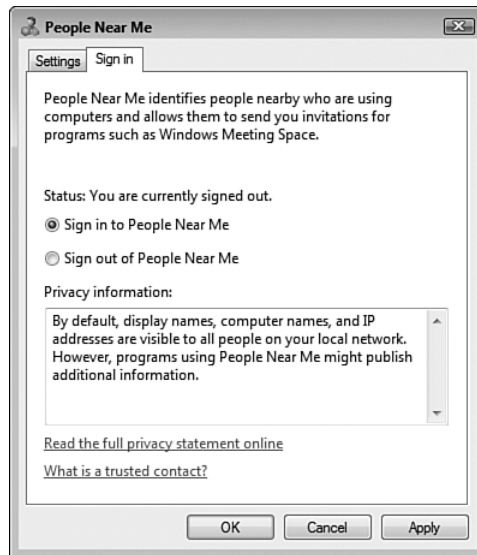 People Near Me
Settings
Sign in
People Near Me identifies people nearby who are using
computers and allows them to send you invitations for
programs such as Windows Meeting Space.
Status: You are currently signed out.
Sign in to People Near Me
Sign out of People Near Me
Privacy information:
By default, display names, computer names, and IP
addresses are visible to all people on your local network.
However, programs using People Near Me might publish
additional information.
Read the full privacy statement online
What is a trusted contact?
OK
Cancel
Apply